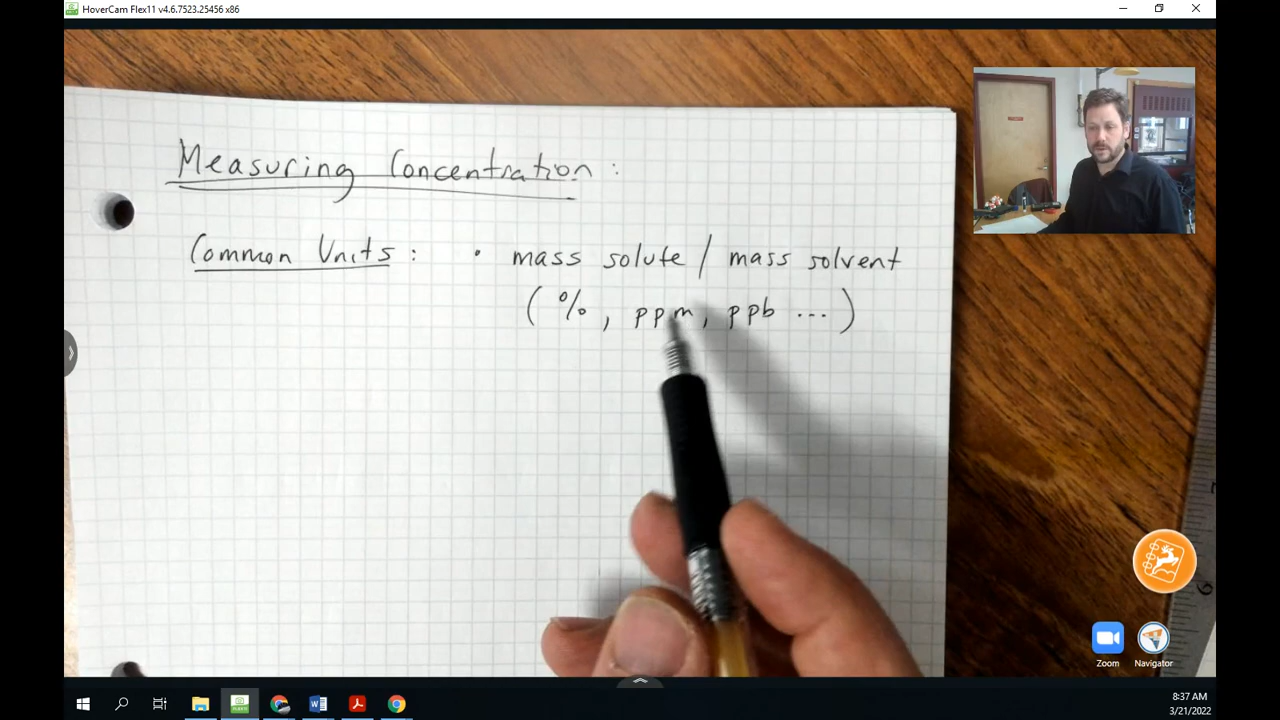 HoverCam Flex11 v4.6.7523.25456 x86
Measuring Concentration :
Common Units : • mass solute / mass solvent
( % , ppm , ppb ... )
Zoom
Navigator
8:37 AM
3/21/2022